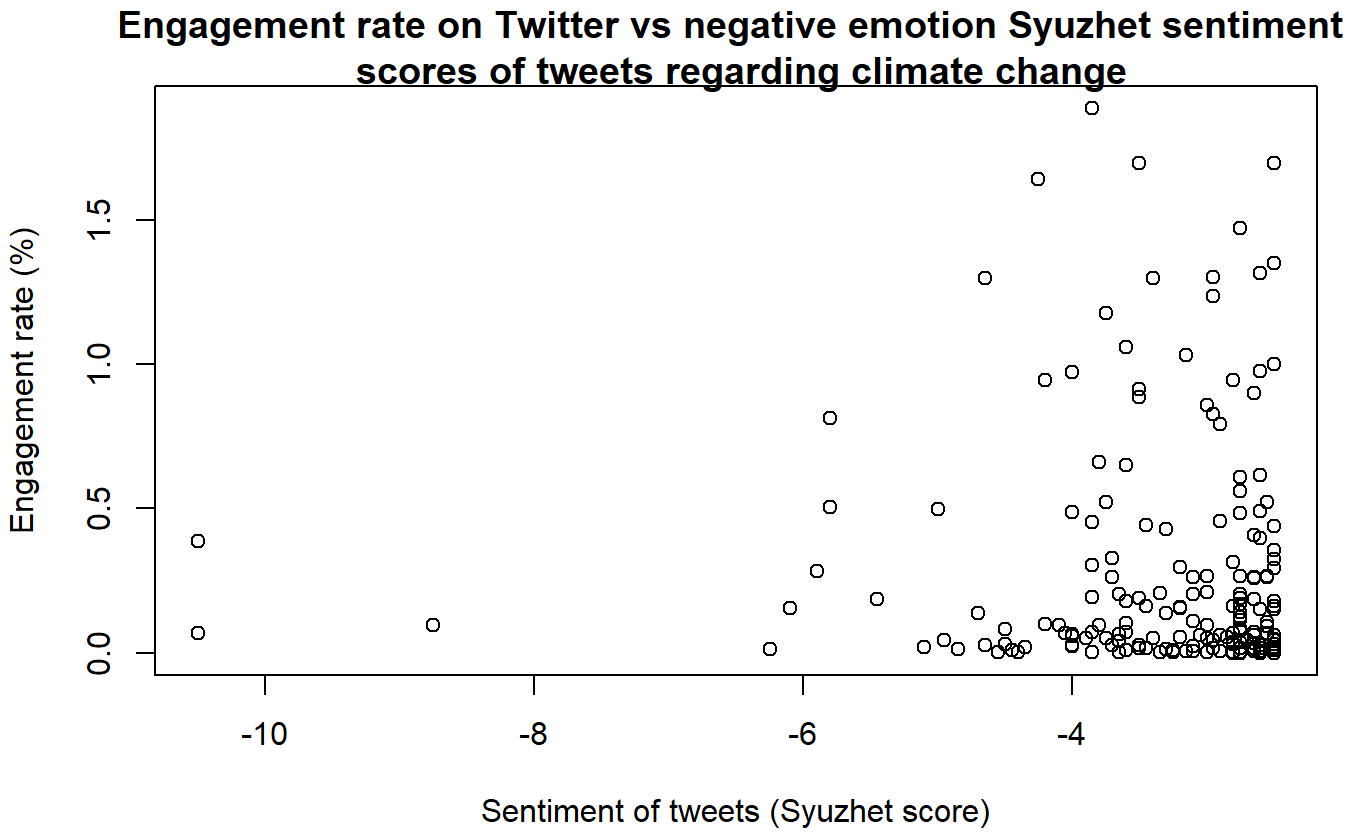 Engagement rate on Twitter vs negative emotion Syuzhet sentiment
scores of tweets regarding climate change
Engagement rate (%)
1.5
1.0
0.5
0.0
-10
-8
-6
-4
Sentiment of tweets (Syuzhet score)